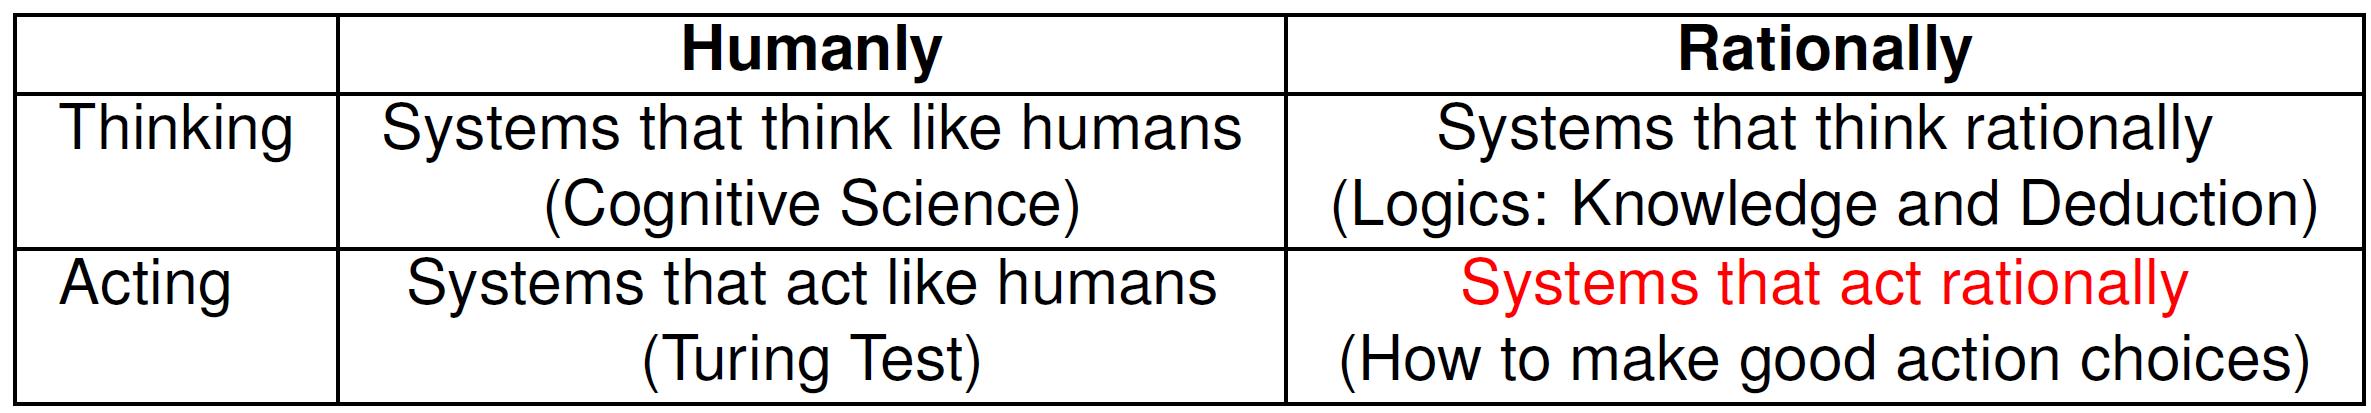 Humanly Rationally
Thinking Systems that think like humans Systems that think rationally
(Cognitive Science) (Logics: Knowledge and Deduction)
Acting Systems that act like humans Systems that act rationally
(Turing Test) (How to make good action choices)